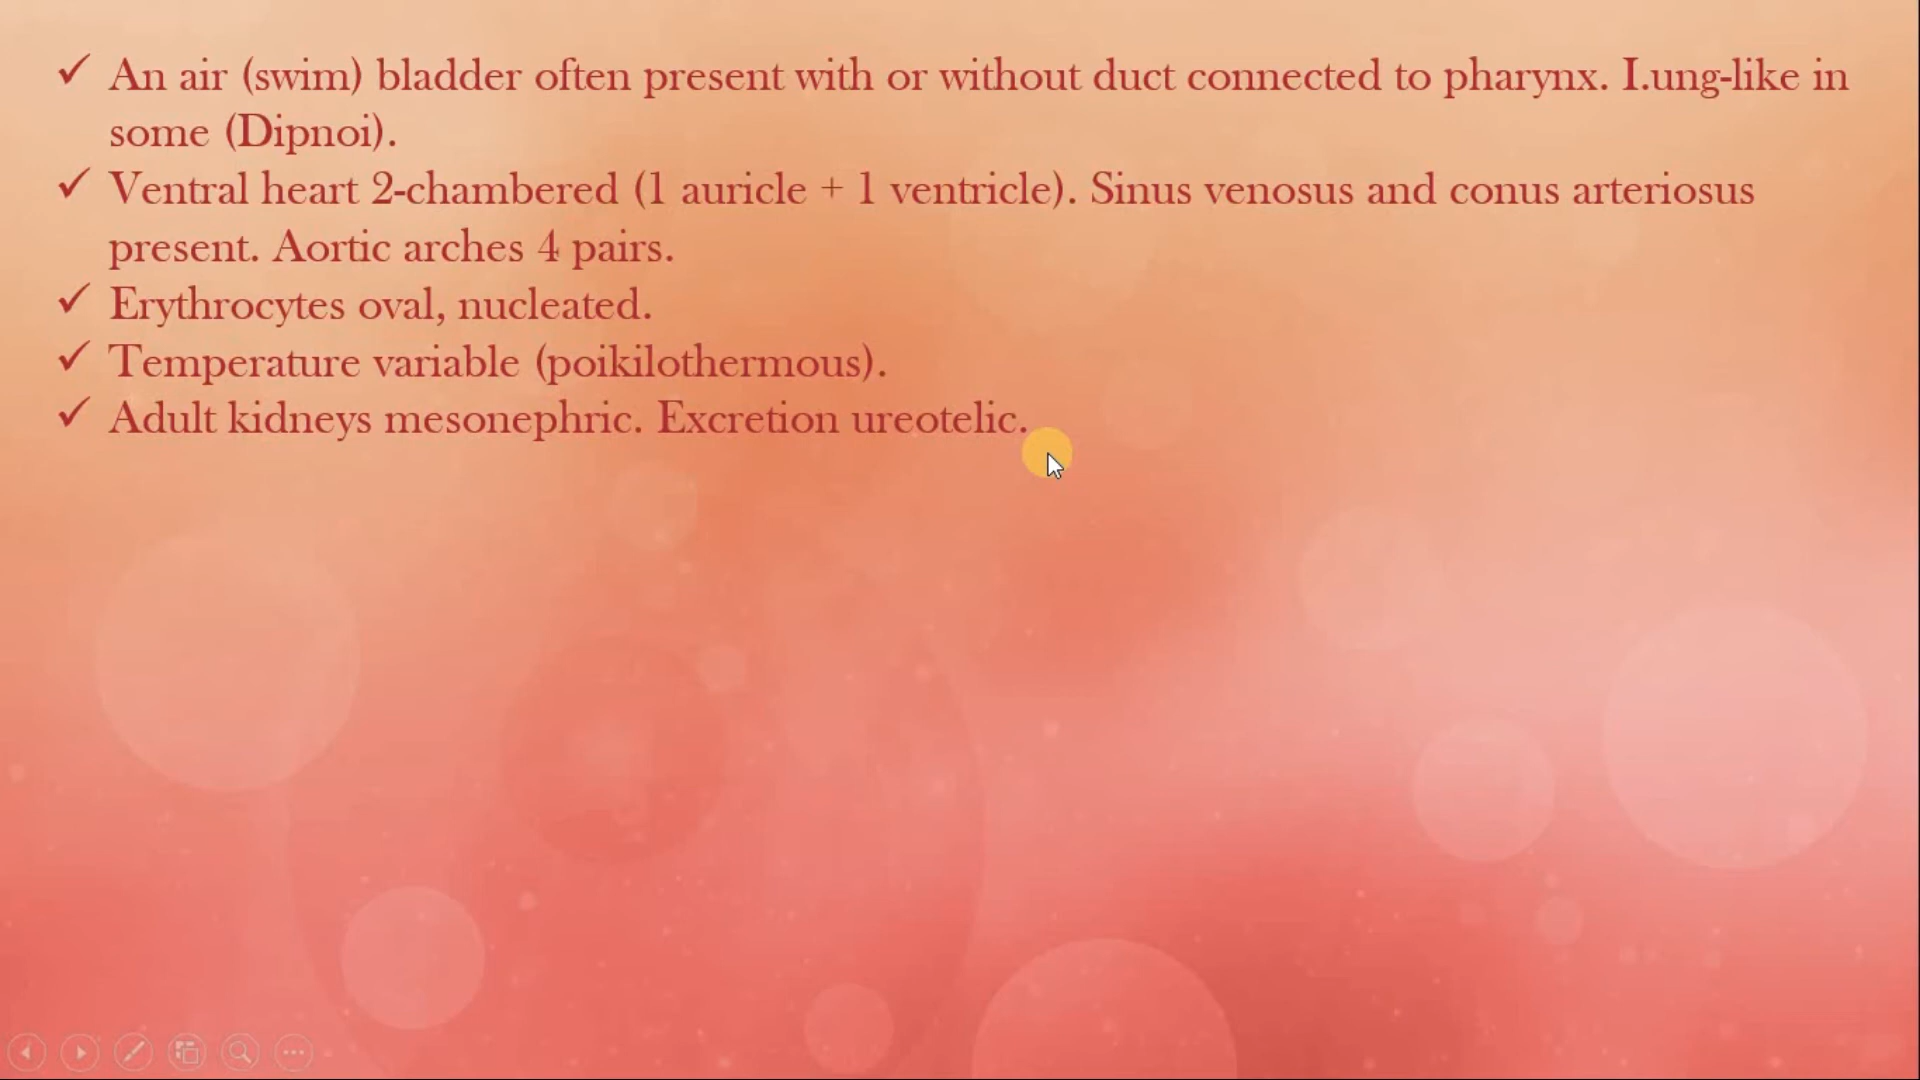 ✓ An air (swim) bladder often present with or without duct connected to pharynx. I.ung-like in
some (Dipnoi).
✓ Ventral heart 2-chambered (1 auricle + 1 ventricle). Sinus venosus and conus arteriosus
present. Aortic arches 4 pairs.
✓ Erythrocytes oval, nucleated.
✓ Temperature variable (poikilothermous).
✓ Adult kidneys mesonephric. Excretion ureotelic.